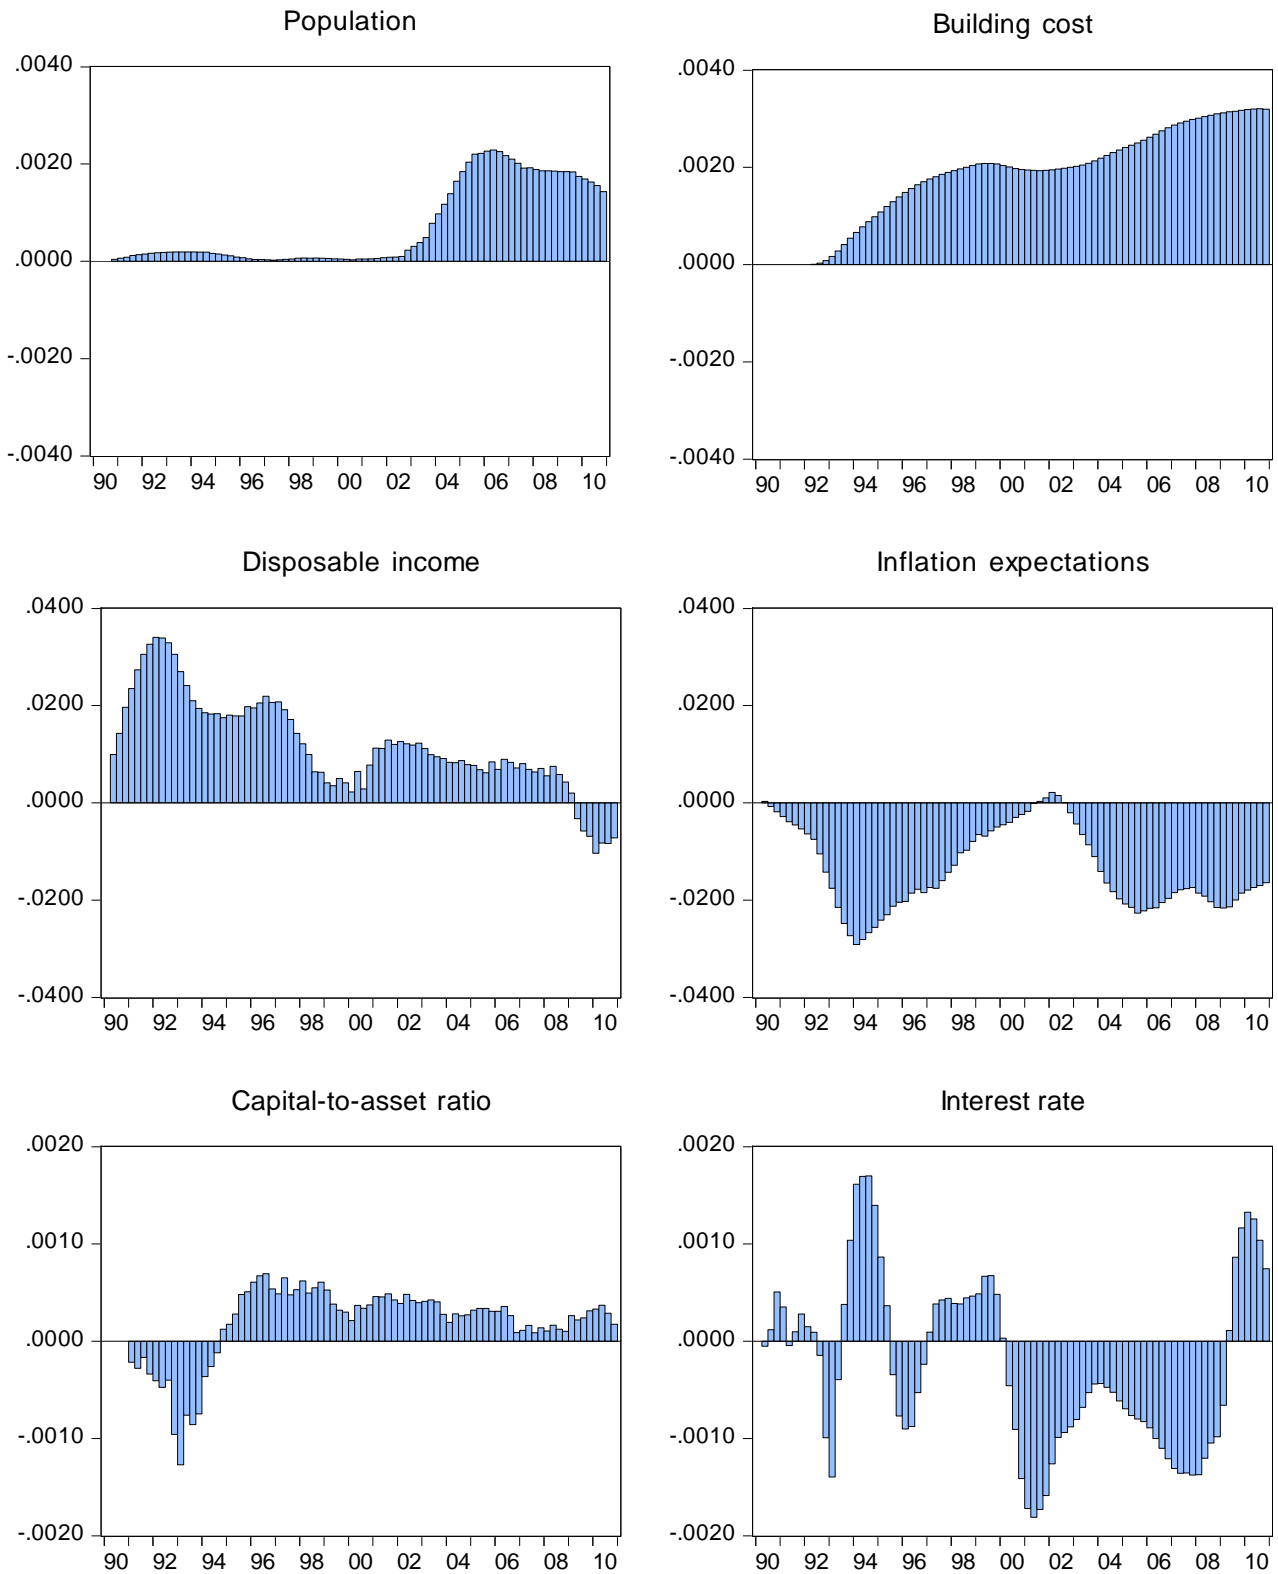 Population
.0040
.0020
.0000
-.0020
-.0040
90 92 94 96 98 00 02 04 06 08 10
Building cost
.0040
.0020
.0000
-.0020
-.0040
90 92 94 96 98 00 02 04 06 08 10
Disposable income
.0400
.0200
.0000
-.0200
-.0400
90 92 94 96 98 00 02 04 06 08 10
Inflation expectations
.0400
.0200
.0000
-.0200
-.0400
90 92 94 96 98 00 02 04 06 08 10
Capital-to-asset ratio
.0020
.0010
.0000
-.0010
-.0020
90 92 94 96 98 00 02 04 06 08 10
Interest rate
.0020
.0010
.0000
-.0010
-.0020
90 92 94 96 98 00 02 04 06 08 10